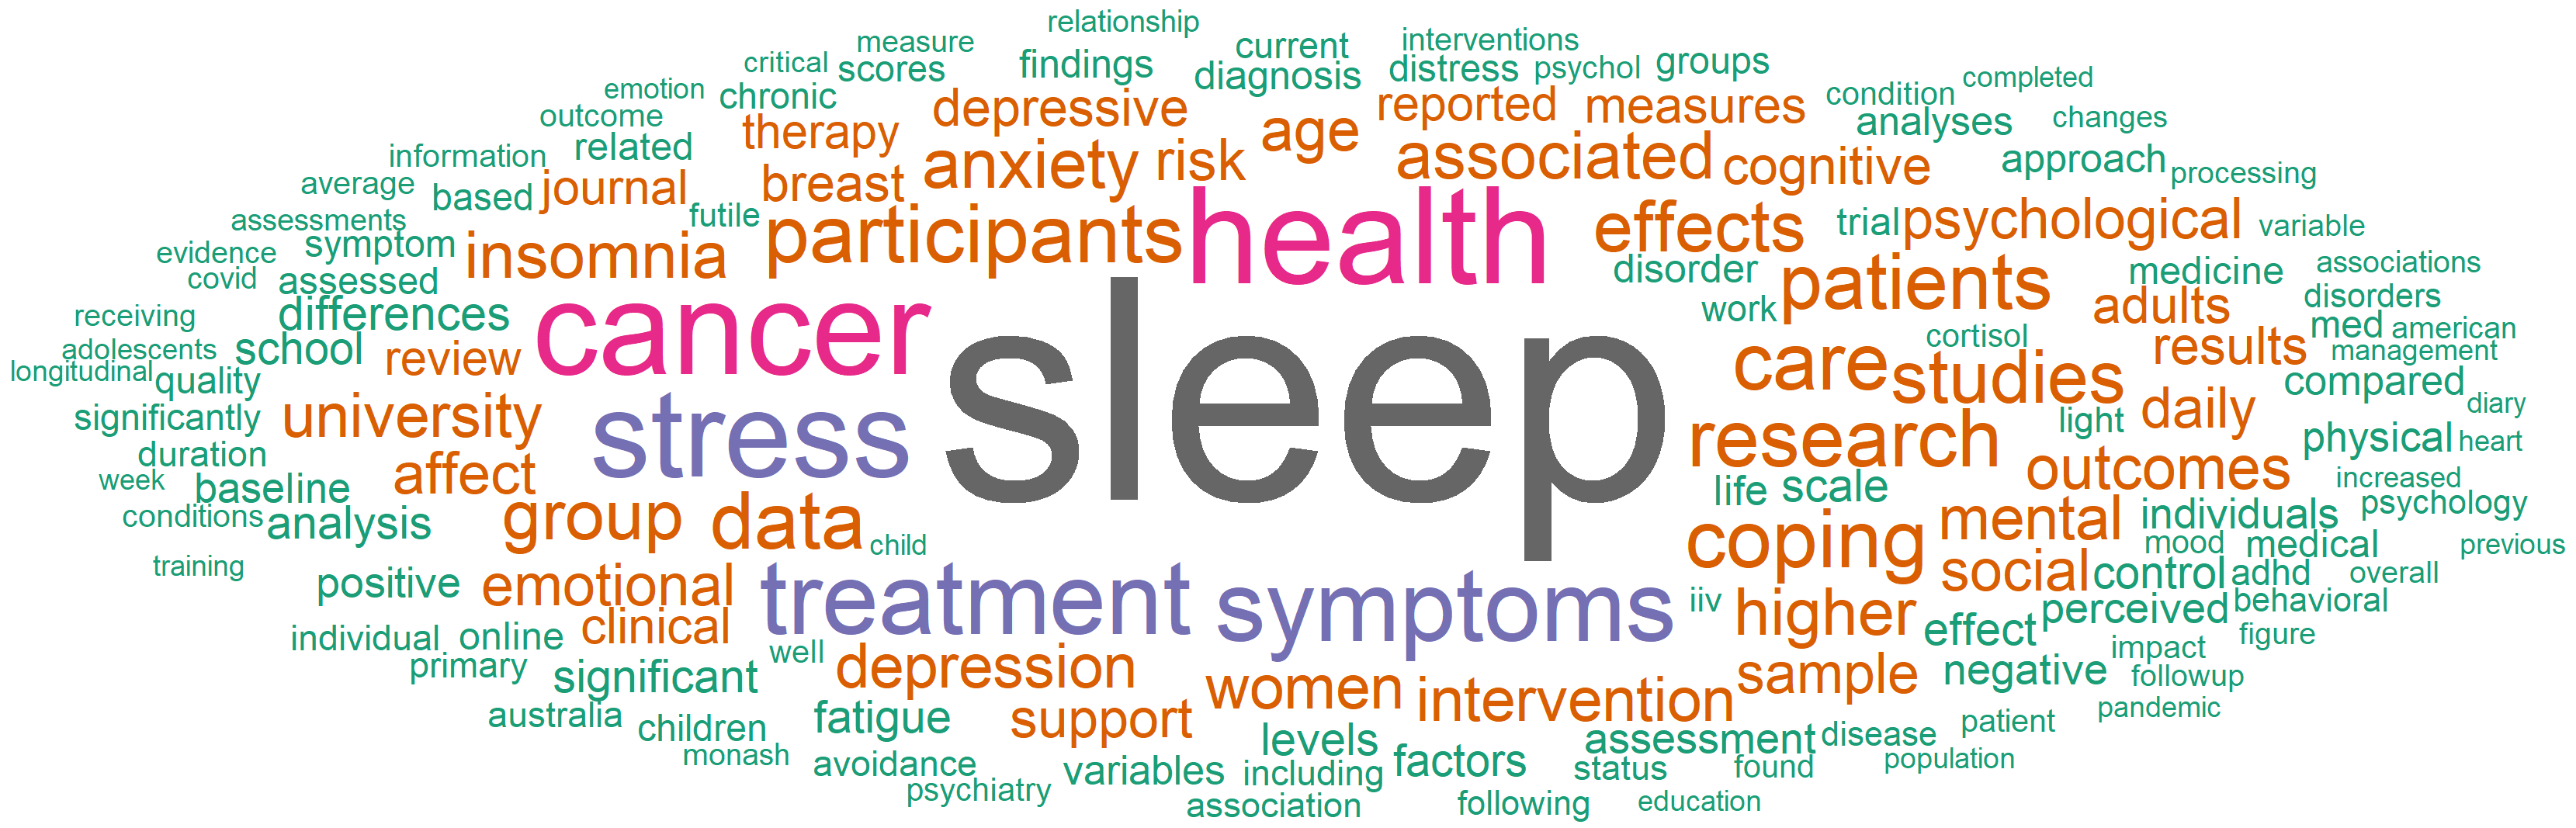 relationship
measure current interventions
critical scores findings diagnosis distress psychol groups
emotion chronic depressive reported measures condition completed
outcome therapy age analyses changes
information related anxiety risk associated cognitive approach
average based journal breast processing
assessments futile participants health effects trial psychological variable
evidence symptom insomnia
covid assessed disorder patients medicine associations
receiving differences cancer sleep work adults disorders
adolescents school review cortisol results med american
longitudinal quality care studies management
compared
significantly university stress light daily diary
duration research physical heart
week affect outcomes increased
baseline life scale
conditions analysis group data mental individuals psychology
child coping mood medical previous
training positive emotional treatment symptoms social control adhd overall
iiv higher perceived behavioral
individual online clinical effect figure
primary well impact
significant depression women intervention sample negative followup
australia children fatigue support patient pandemic
monash levels assessment disease
avoidance variables including factors status found population
psychiatry association following education